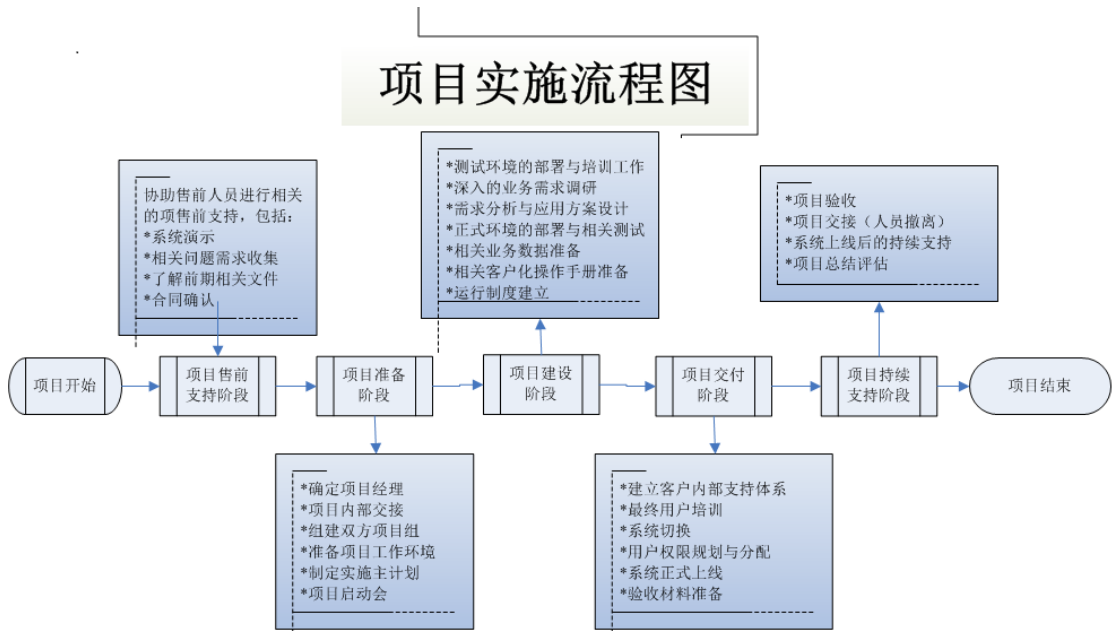 项目实施流程图
协助售前人员进行相关
的项售前支持，包括：
*系统演示
*相关问题需求收集
*了解前期相关文件
*合同确认
*测试环境的部署与培训工作
*深入的业务需求调研
*需求分析与应用方案设计
*正式环境的部署与相关测试
*相关业务数据准备
*相关客户化操作手册准备
*运行制度建立
*项目验收
*项目交接（人员撤离）
*系统上线后的持续支持
*项目总结评估
项目开始
项目售前
支持阶段
项目准备
阶段
项目建设
阶段
项目交付
阶段
项目持续
支持阶段
项目结束
*确定项目经理
*项目内部交接
*组建双方项目组
*准备项目工作环境
*制定实施主计划
*项目启动会
*建立客户内部支持体系
*最终用户培训
*系统切换
*用户权限规划与分配
*系统正式上线
*验收材料准备